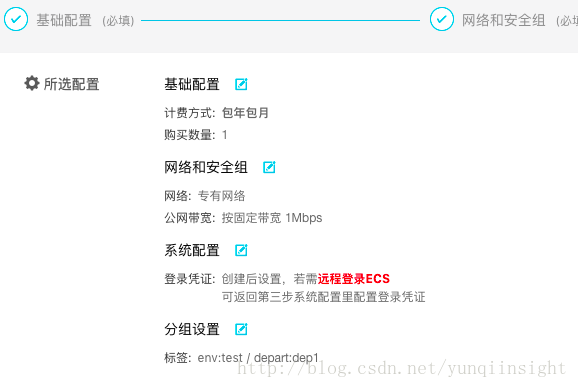 基础配置 (必填) 网络和安全组 (必
所选配置 基础配置
计费方式: 包年包月
购买数量: 1
网络和安全组
网络: 专有网络
公网带宽: 按固定带宽 1Mbps
系统配置
登录凭证: 创建后设置，若需远程登录ECS
可返回第三步系统配置里配置登录凭证
分组设置
标签: env:test / depart:dep1
http://blog.csdn.net/yunqiinsight